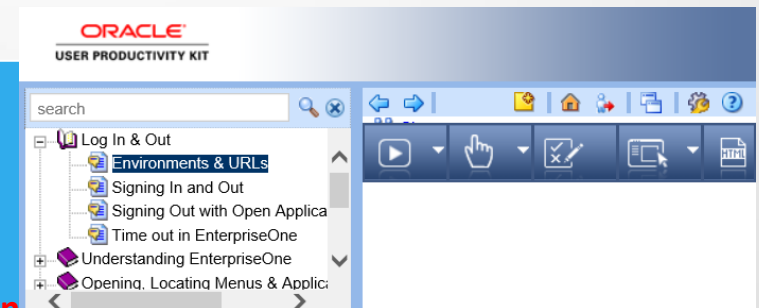 ORACLE
USER PRODUCTIVITY KIT
search
Log In & Out
Environments & URLs
Signing In and Out
Signing Out with Open Applica
Time out in EnterpriseOne
Understanding EnterpriseOne
Opening, Locating Menus & Applica
HTML
n